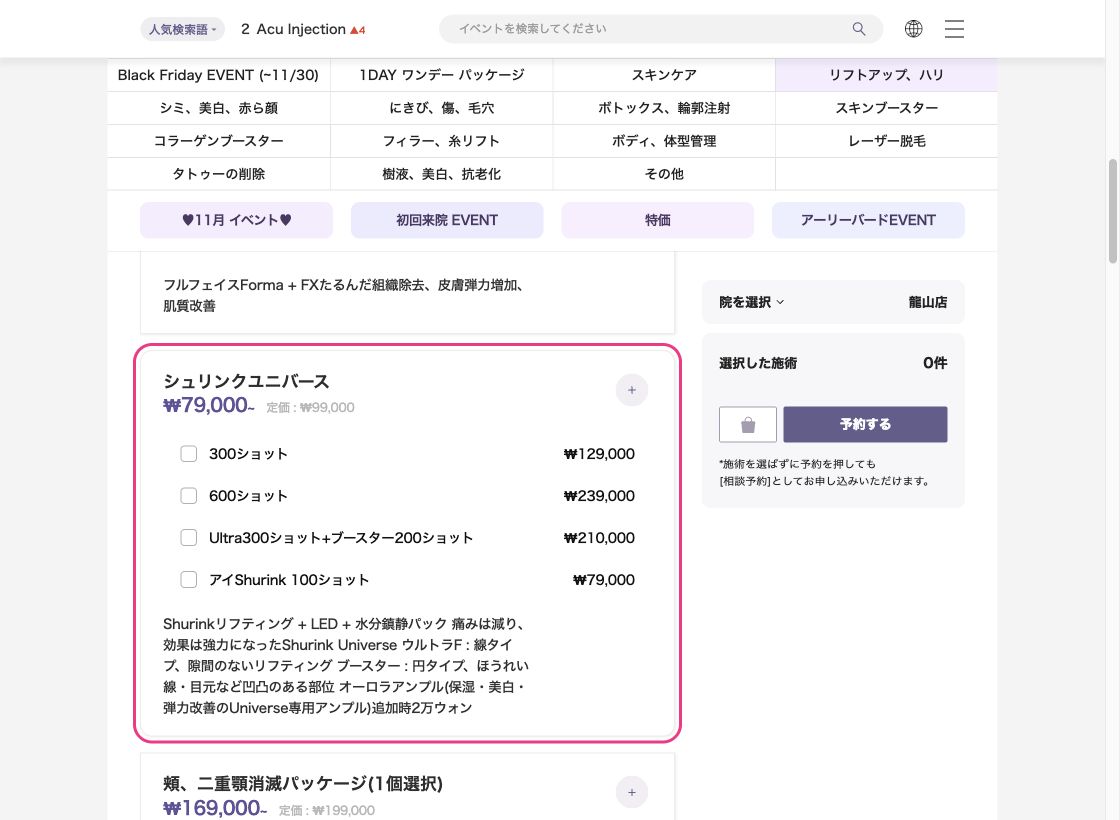 人気検索語
2 Acu Injection ▲4
イベントを検索してください
Black Friday EVENT (~11/30)
1DAY ワンデー パッケージ
スキンケア
リフトアップ、ハリ
シミ、美白、赤ら顔
にきび、傷、毛穴
ボトックス、輪郭注射
スキンブースター
コラーゲンブースター
フィラー、糸リフト
ボディ、体型管理
レーザー脱毛
タトゥーの削除
樹液、美白、抗老化
その他
♥11月 イベント♥
初回来院 EVENT
特価
アーリーバードEVENT
フルフェイスForma + FXたるんだ組織除去、皮膚弾力増加、
肌質改善
シュリンクユニバース
₩79,000~ 定価 : ₩99,000
+
300ショット ₩129,000
600ショット ₩239,000
Ultra300ショット+ブースター200ショット ₩210,000
アイShurink 100ショット ₩79,000
Shurinkリフティング + LED + 水分鎮静パック 痛みは減り、
効果は強力になったShurink Universe ウルトラF : 線タイ
プ、隙間のないリフティング ブースター : 円タイプ、ほうれい
線・目元など凹凸のある部位 オーロラアンプル(保湿・美白・
弾力改善のUniverse専用アンプル)追加時2万ウォン
頬、二重顎消滅パッケージ(1個選択)
₩169,000~ 定価 : ₩199,000
+
院を選択 龍山店
選択した施術 0件
予約する
*施術を選ばずに予約を押しても
[相談予約]としてお申し込みいただけます。